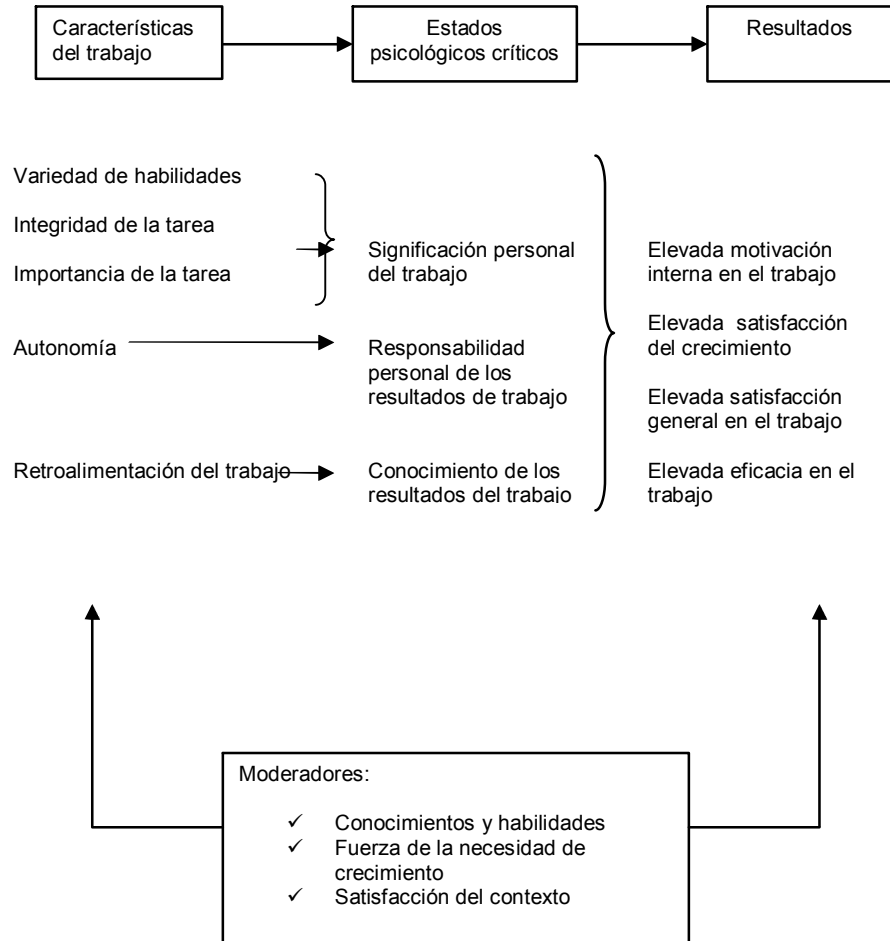 Características
del trabajo
Estados
psicológicos críticos
Resultados
Variedad de habilidades
Integridad de la tarea
Importancia de la tarea
Significación personal
del trabajo
Elevada motivación
interna en el trabajo
Elevada satisfacción
del crecimiento
Autonomía
Responsabilidad
personal de los
resultados de trabajo
Elevada satisfacción
general en el trabajo
Retroalimentación del trabajo
Conocimiento de los
resultados del trabajo
Elevada eficacia en el
trabajo
Moderadores:
✓ Conocimientos y habilidades
✓ Fuerza de la necesidad de
crecimiento
✓ Satisfacción del contexto